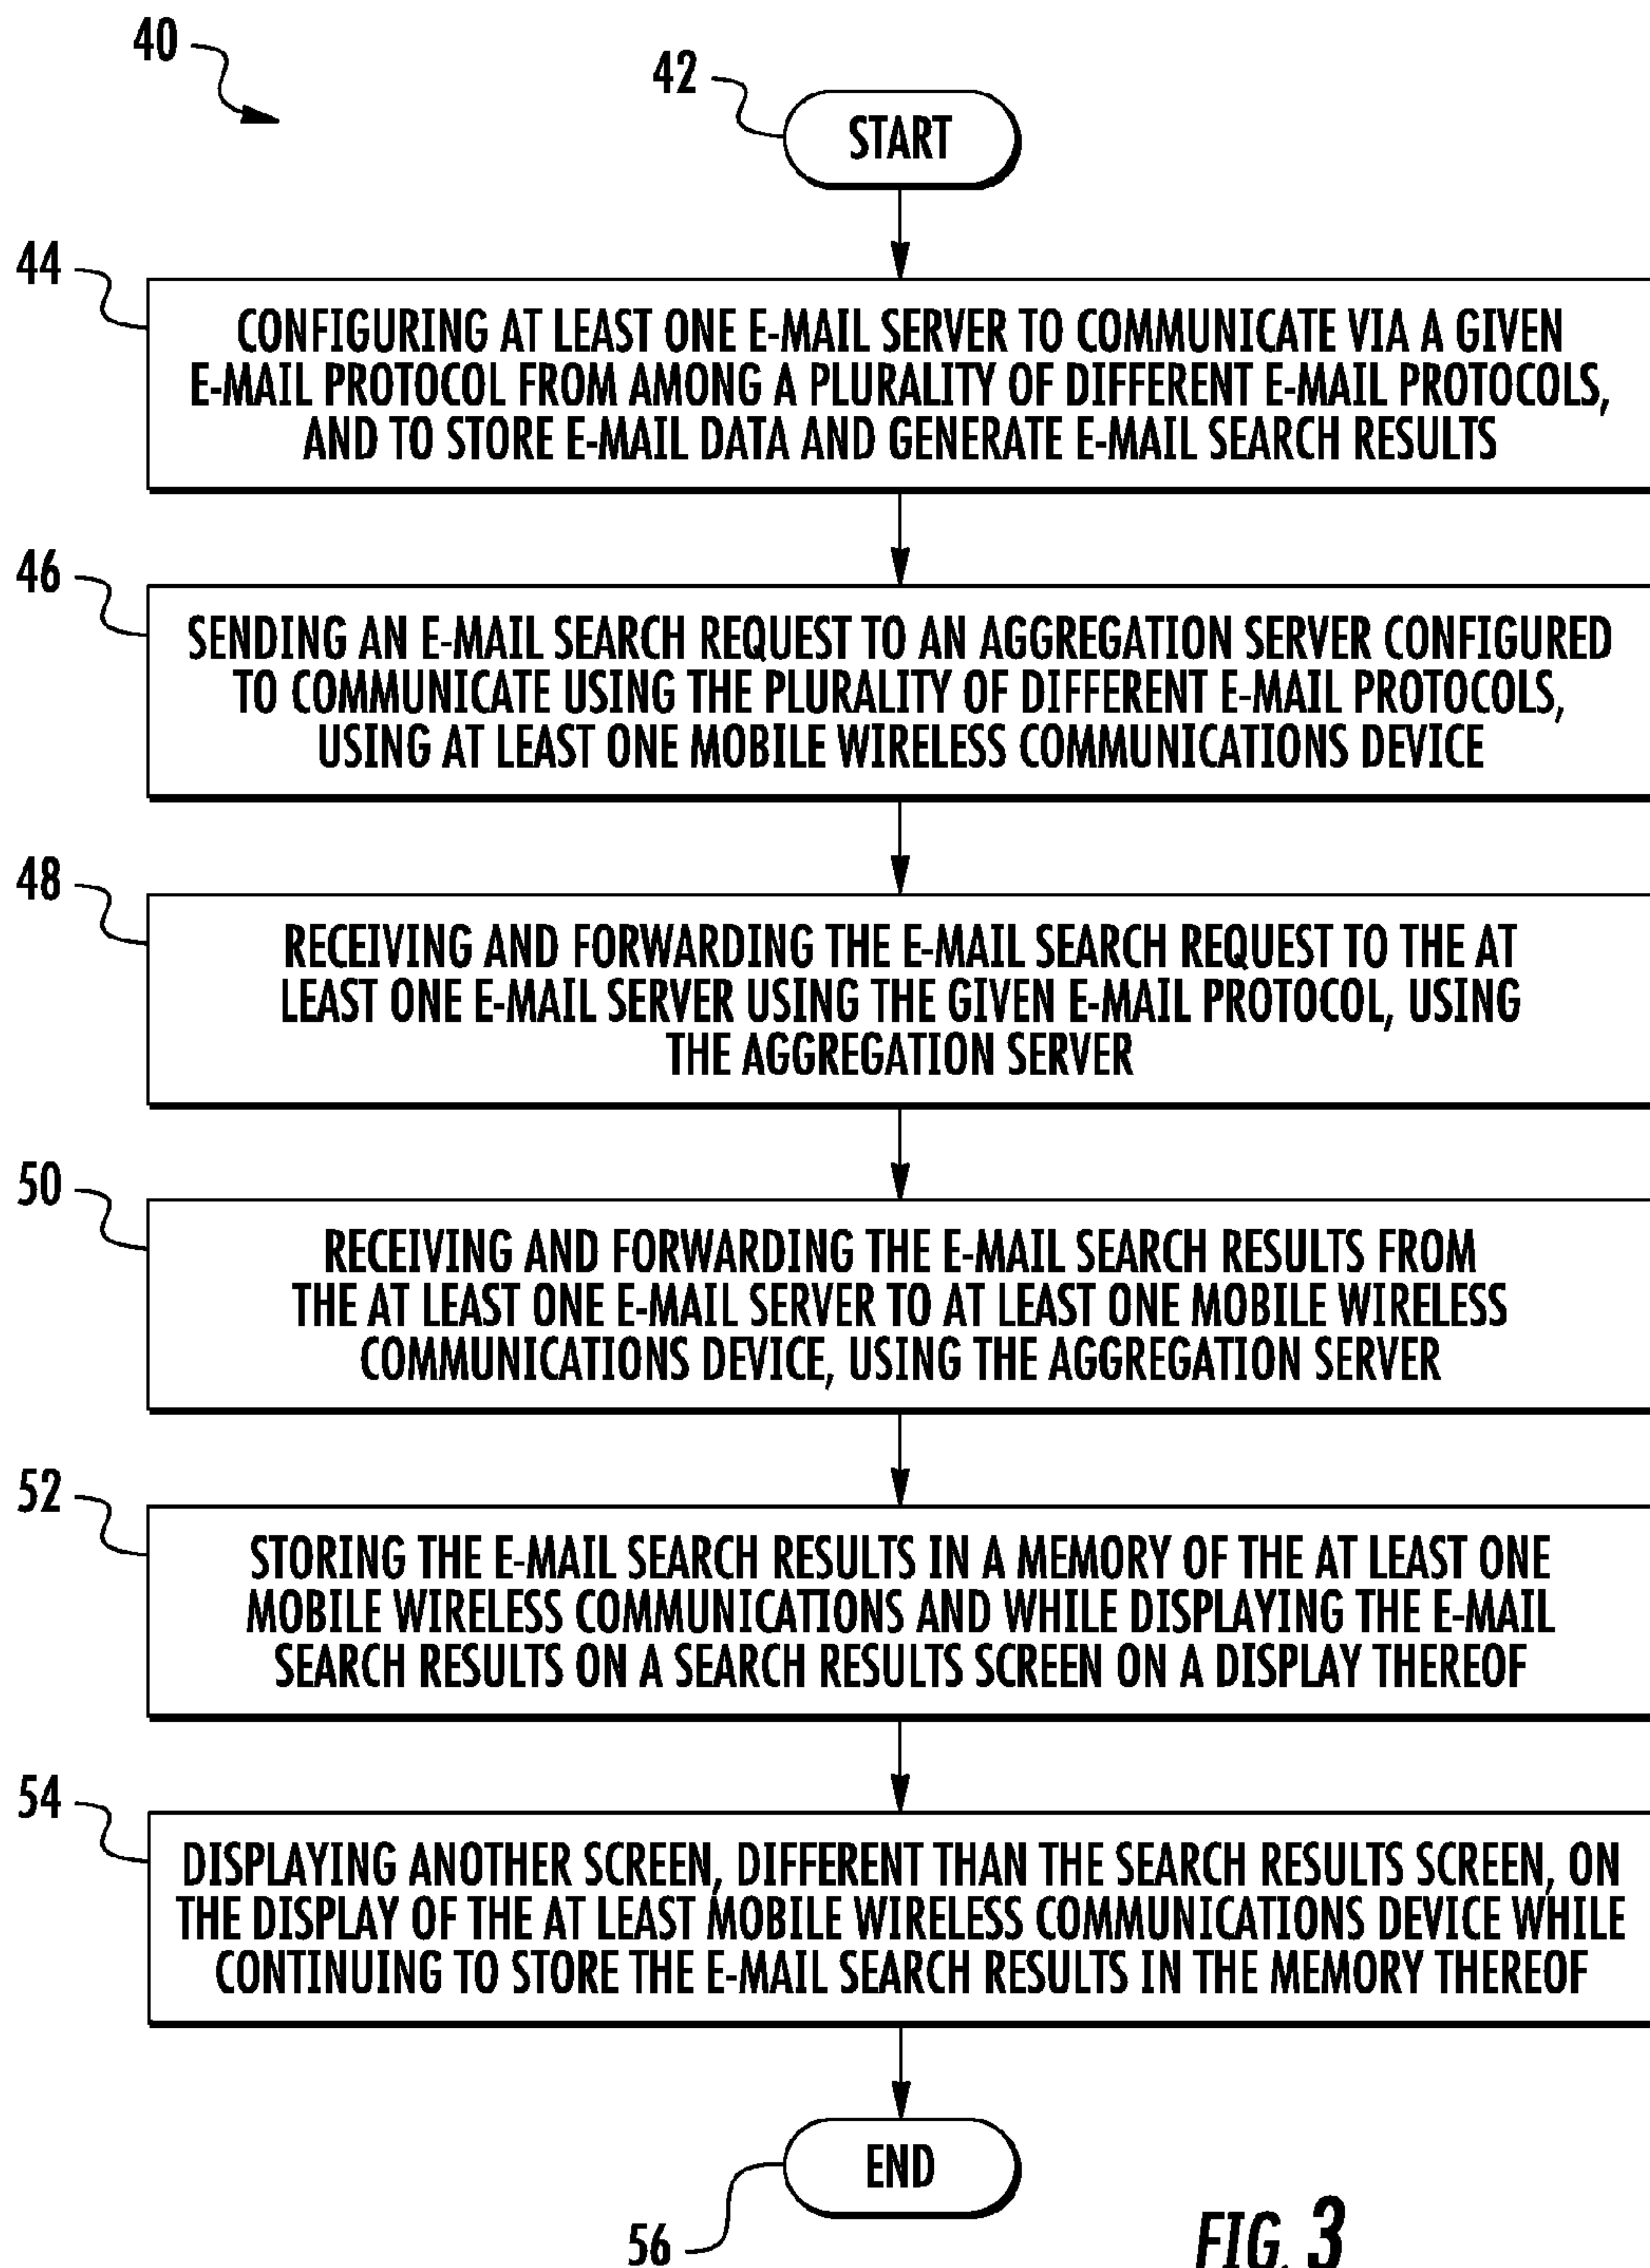 40
42
START
44
CONFIGURING AT LEAST ONE E-MAIL SERVER TO COMMUNICATE VIA A GIVEN
E-MAIL PROTOCOL FROM AMONG A PLURALITY OF DIFFERENT E-MAIL PROTOCOLS,
AND TO STORE E-MAIL DATA AND GENERATE E-MAIL SEARCH RESULTS
46
SENDING AN E-MAIL SEARCH REQUEST TO AN AGGREGATION SERVER CONFIGURED
TO COMMUNICATE USING THE PLURALITY OF DIFFERENT E-MAIL PROTOCOLS,
USING AT LEAST ONE MOBILE WIRELESS COMMUNICATIONS DEVICE
48
RECEIVING AND FORWARDING THE E-MAIL SEARCH REQUEST TO THE AT
LEAST ONE E-MAIL SERVER USING THE GIVEN E-MAIL PROTOCOL, USING
THE AGGREGATION SERVER
50
RECEIVING AND FORWARDING THE E-MAIL SEARCH RESULTS FROM
THE AT LEAST ONE E-MAIL SERVER TO AT LEAST ONE MOBILE WIRELESS
COMMUNICATIONS DEVICE, USING THE AGGREGATION SERVER
52
STORING THE E-MAIL SEARCH RESULTS IN A MEMORY OF THE AT LEAST ONE
MOBILE WIRELESS COMMUNICATIONS AND WHILE DISPLAYING THE E-MAIL
SEARCH RESULTS ON A SEARCH RESULTS SCREEN ON A DISPLAY THEREOF
54
DISPLAYING ANOTHER SCREEN, DIFFERENT THAN THE SEARCH RESULTS SCREEN, ON
THE DISPLAY OF THE AT LEAST MOBILE WIRELESS COMMUNICATIONS DEVICE WHILE
CONTINUING TO STORE THE E-MAIL SEARCH RESULTS IN THE MEMORY THEREOF
END
56
FIG. 3